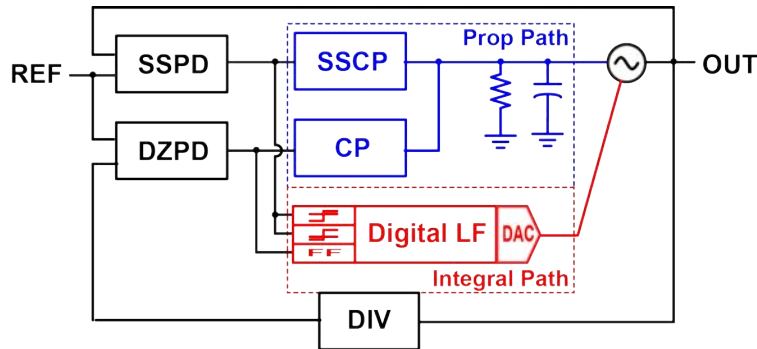 Prop Path
SSPD
SSCP
REF
OUT
DZPD
CP
Digital LF
DAC
FF
Integral Path
DIV